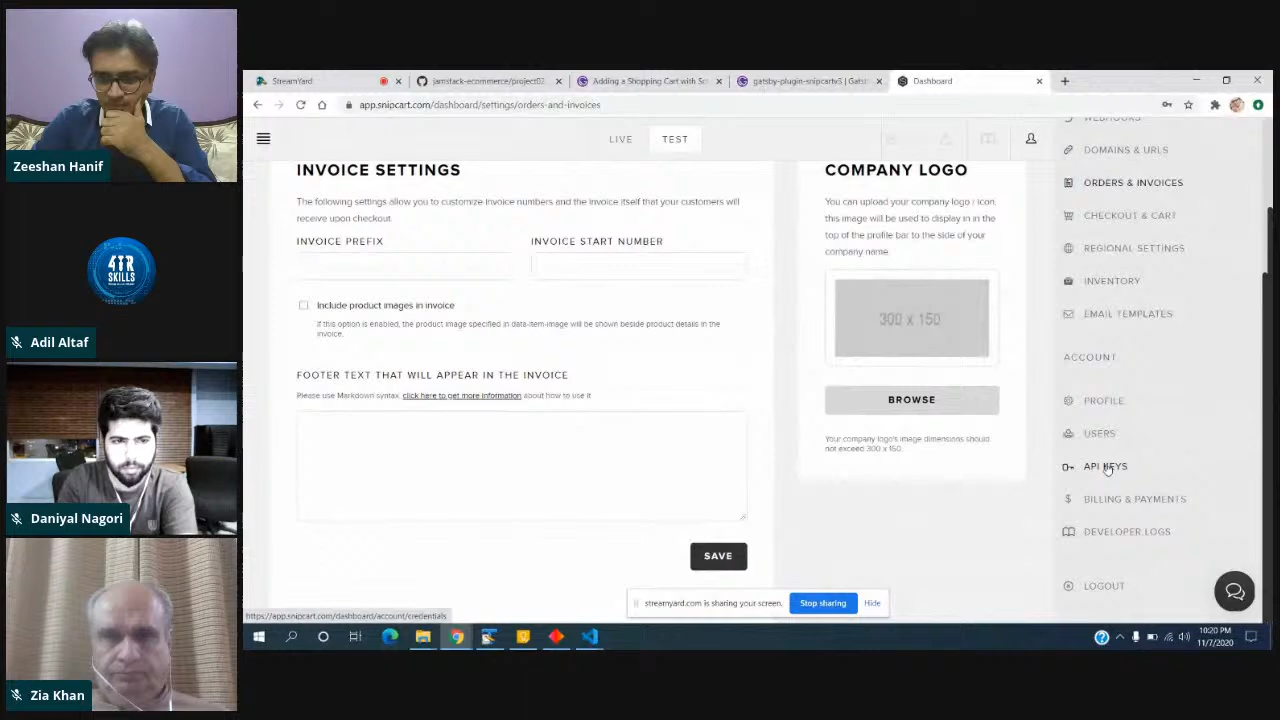 Zeeshan Hanif
4IR
SKILLS
Adil Altaf
Daniyal Nagori
Zia Khan
StreamYard
jamstack-ecommerce/project02
Adding a Shopping Cart with
gatsby-plugin-snipcartv3 | Gats
Dashboard
app.snipcart.com/dashboard/settings/orders-and-invoices
LIVE
TEST
INVOICE SETTINGS
The following settings allow you to customize invoice numbers and the invoice itself that your customers will
receive upon checkout.
INVOICE PREFIX
INVOICE START NUMBER
Include product images in invoice
If this option is enabled, the product image specified in data-item-image will be shown beside product details in the
invoice.
FOOTER TEXT THAT WILL APPEAR IN THE INVOICE
Please use Markdown syntax, click here to get more information about how to use it
SAVE
COMPANY LOGO
You can upload your company logo / icon,
this image will be used to display in in the
top of the profile bar to the side of your
company name.
300 x 150
BROWSE
Your company logo's image dimensions should
not exceed 300 x 150.
WEBHOOKS
DOMAINS & URLS
ORDERS & INVOICES
CHECKOUT & CART
REGIONAL SETTINGS
INVENTORY
EMAIL TEMPLATES
ACCOUNT
PROFILE
USERS
API KEYS
BILLING & PAYMENTS
DEVELOPER LOGS
LOGOUT
streamyard.com is sharing your screen.
Stop sharing
Hide
https://app.snipcart.com/dashboard/account/credentials
10:20 PM
11/7/2020